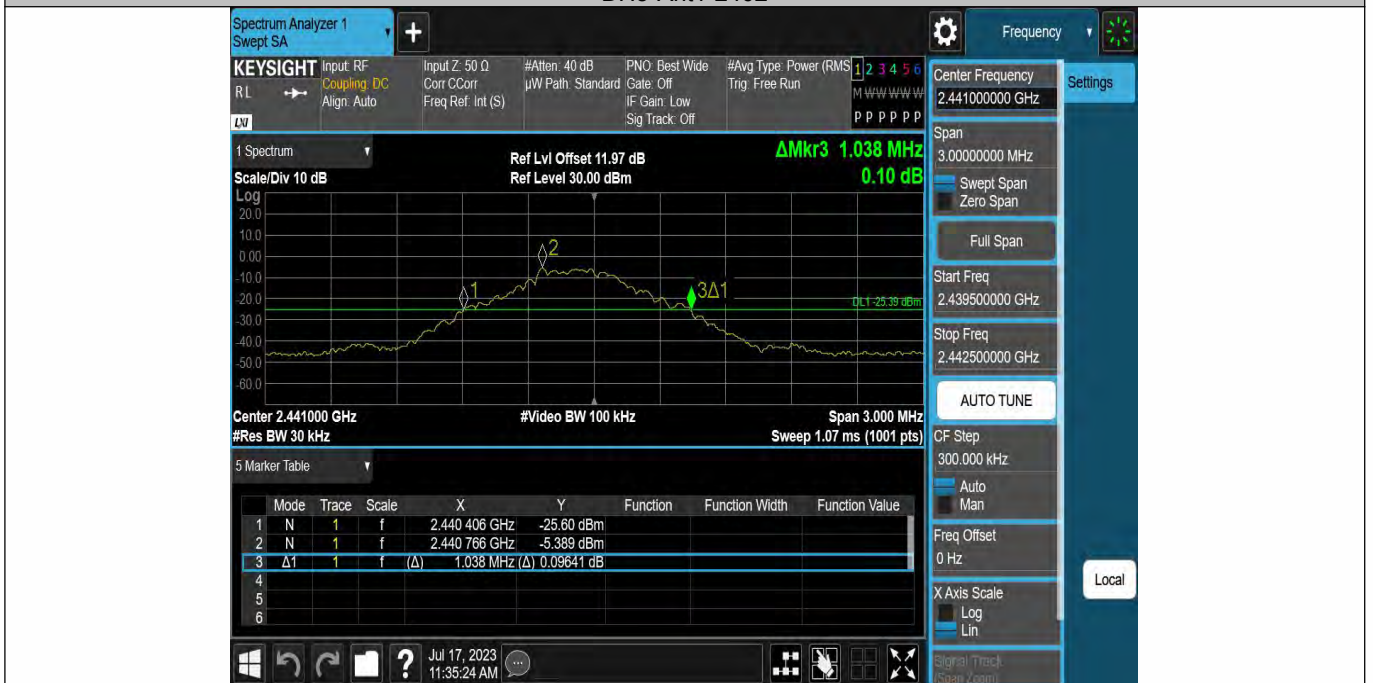 Spectrum Analyzer 1
Swept SA
+
Frequency
KEYSIGHT
RL
LXI
Input: RF
Coupling: DC
Align: Auto
Input Z: 50 Ω
Corr CCorr
Freq Ref: Int (S)
#Atten: 40 dB
µW Path: Standard
PNO: Best Wide
Gate: Off
IF Gain: Low
Sig Track: Off
#Avg Type: Power (RMS
Trig: Free Run
1 2 3 4 5 6
M W W W W W
P P P P P P
1 Spectrum
Scale/Div 10 dB
Ref Lvl Offset 11.97 dB
Ref Level 30.00 dBm
ΔMkr3 1.038 MHz
0.10 dB
Log
20.0
10.0
0.00
-10.0
-20.0
-30.0
-40.0
-50.0
-60.0
1
2
3Δ1
DL1 -25.39 dBm
Center 2.441000 GHz
#Video BW 100 kHz
Span 3.000 MHz
#Res BW 30 kHz
Sweep 1.07 ms (1001 pts)
5 Marker Table
Mode Trace Scale X Y Function Function Width Function Value
1 N 1 f 2.440 406 GHz -25.60 dBm
2 N 1 f 2.440 766 GHz -5.389 dBm
3 Δ1 1 f (Δ) 1.038 MHz (Δ) 0.09641 dB
4
5
6
Jul 17, 2023
11:35:24 AM
Center Frequency
2.441000000 GHz
Settings
Span
3.00000000 MHz
Swept Span
Zero Span
Full Span
Start Freq
2.439500000 GHz
Stop Freq
2.442500000 GHz
AUTO TUNE
CF Step
300.000 kHz
Auto
Man
Freq Offset
0 Hz
X Axis Scale
Log
Lin
Signal Track
(Span Zoom)
Local